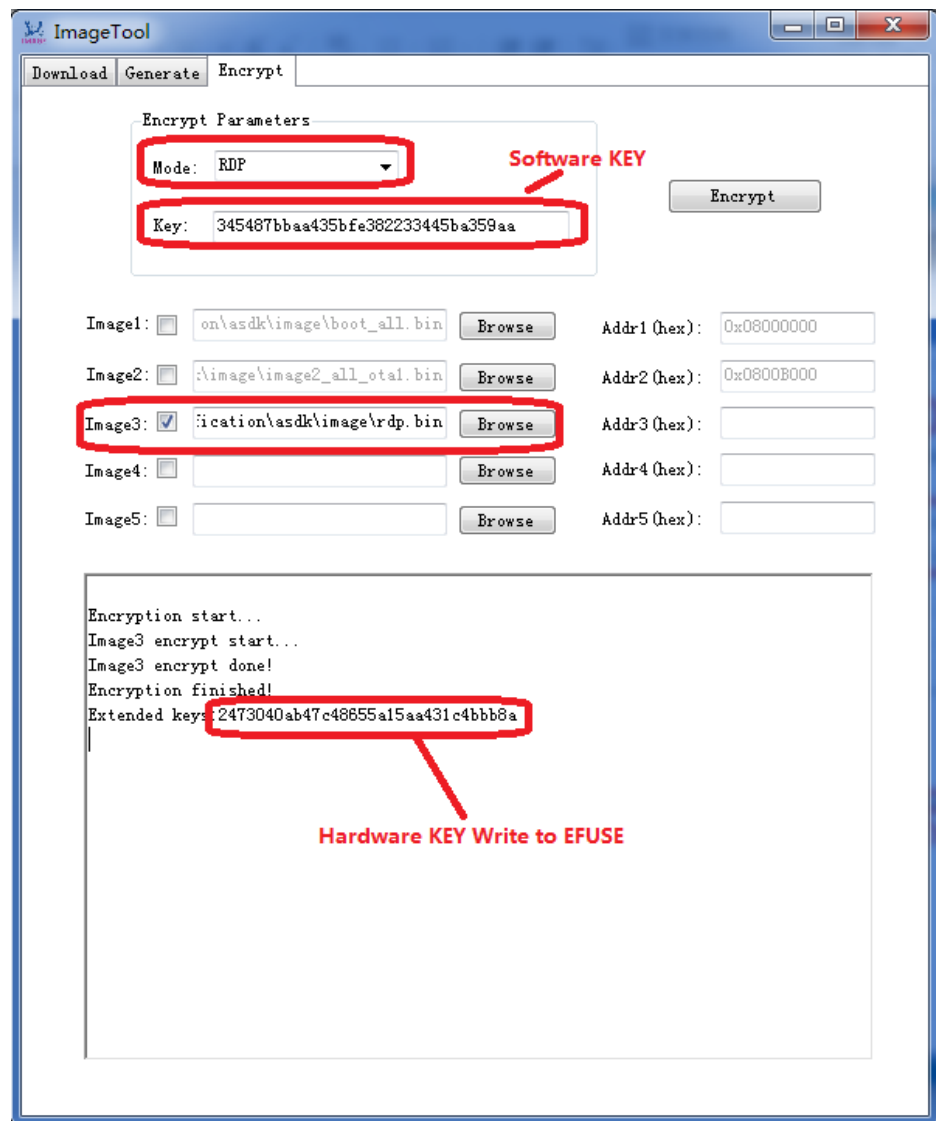 ImageTool
Download Generate Encrypt
Encrypt Parameters
Mode: RDP
Software KEY
Encrypt
Key: 345487bbaa435bfe382233445ba359aa
Image1: on\asdk\image\boot_all.bin Browse Addr1(hex): 0x08000000
Image2: :\image\image2_all_ota1.bin Browse Addr2(hex): 0x0800B000
Image3: ication\asdk\image\rdp.bin Browse Addr3(hex):
Image4: Browse Addr4(hex):
Image5: Browse Addr5(hex):
Encryption start...
Image3 encrypt start...
Image3 encrypt done!
Encryption finished!
Extended keys:2473040ab47c48655a15aa431c4bbb8a
Hardware KEY Write to EFUSE